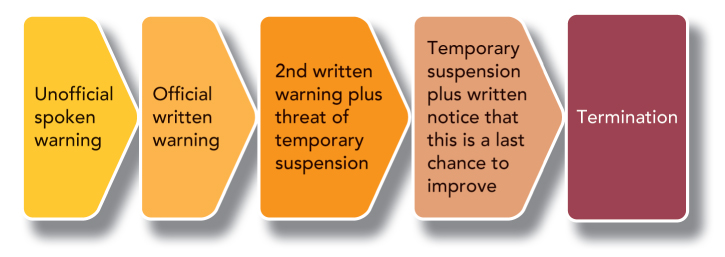 Unofficial
spoken
warning
Official
written
warning
2nd written
warning plus
threat of
temporary
suspension
Temporary
suspension
plus written
notice that
this is a last
chance to
improve
Termination